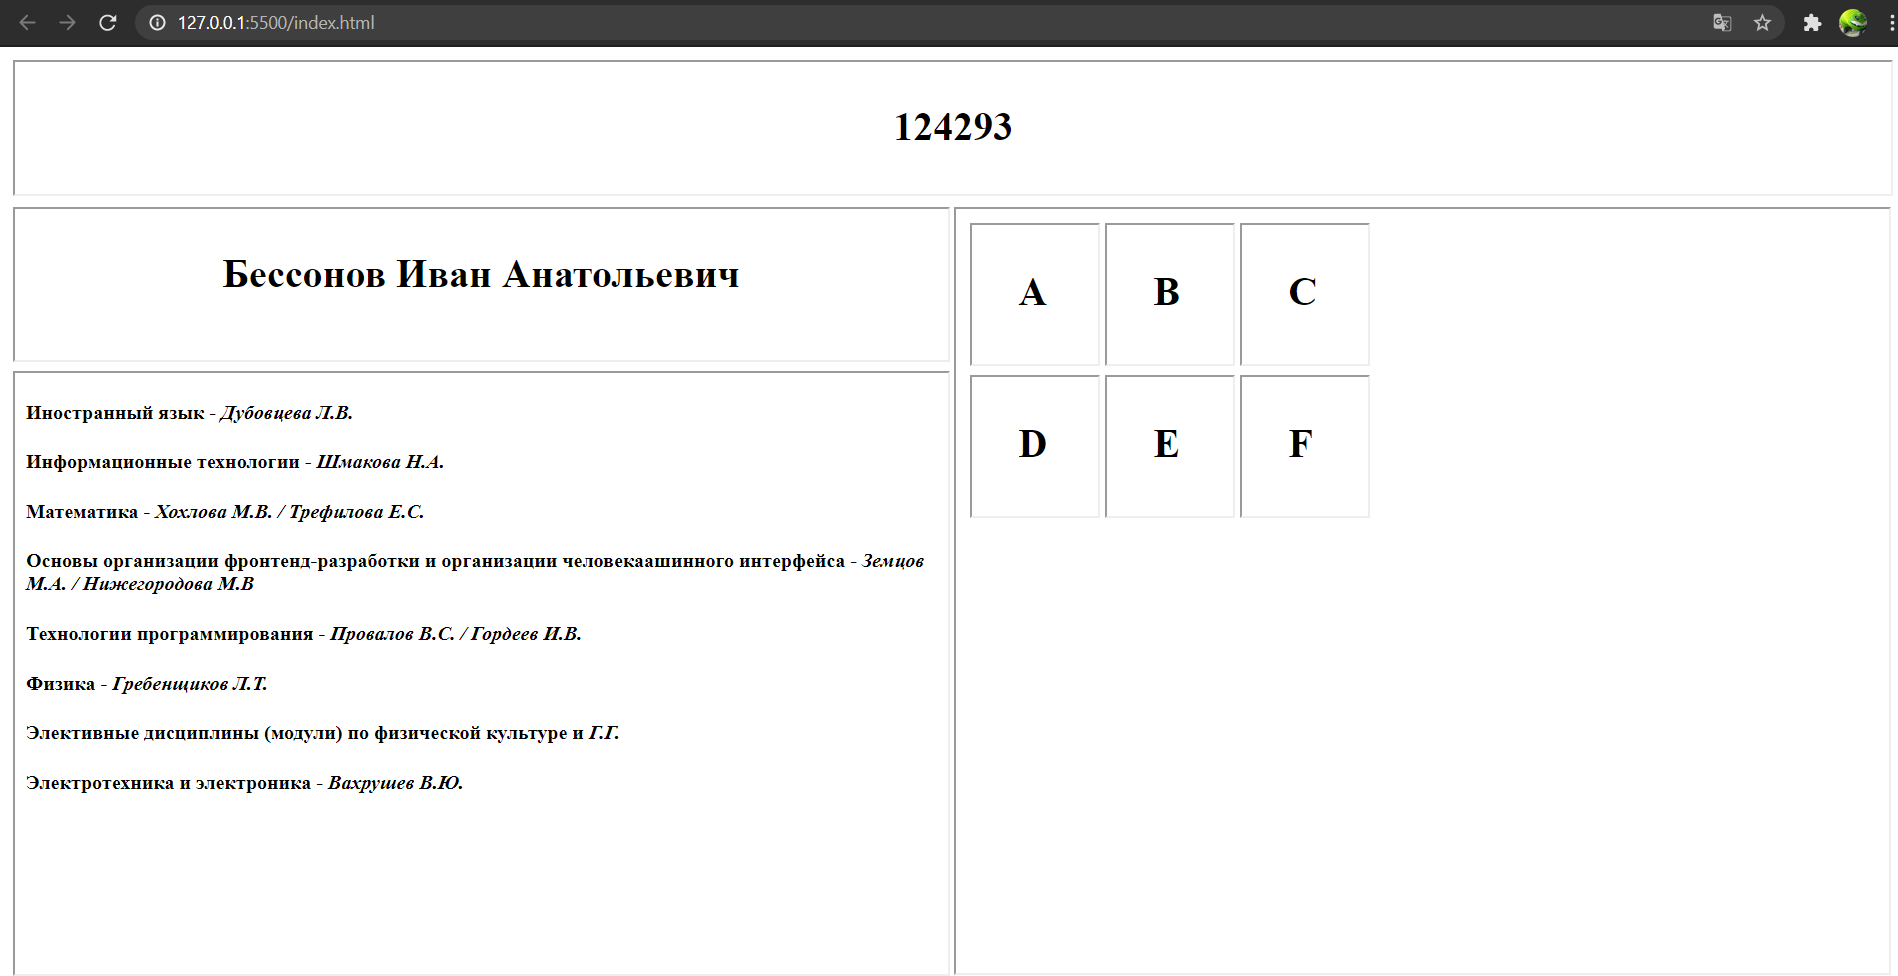 127.0.0.1:5500/index.html
124293
Бессонов Иван Анатольевич
Иностранный язык - Дубовцева Л.В.
Информационные технологии - Шмакова Н.А.
Математика - Хохлова М.В. / Трефилова Е.С.
Основы организации фронтенд-разработки и организации человекаашинного интерфейса - Земцов
М.А. / Нижегородова М.В
Технологии программирования - Провалов В.С. / Гордеев И.В.
Физика - Гребенщиков Л.Т.
Элективные дисциплины (модули) по физической культуре и Г.Г.
Электротехника и электроника - Вахрушев В.Ю.
A B C
D E F